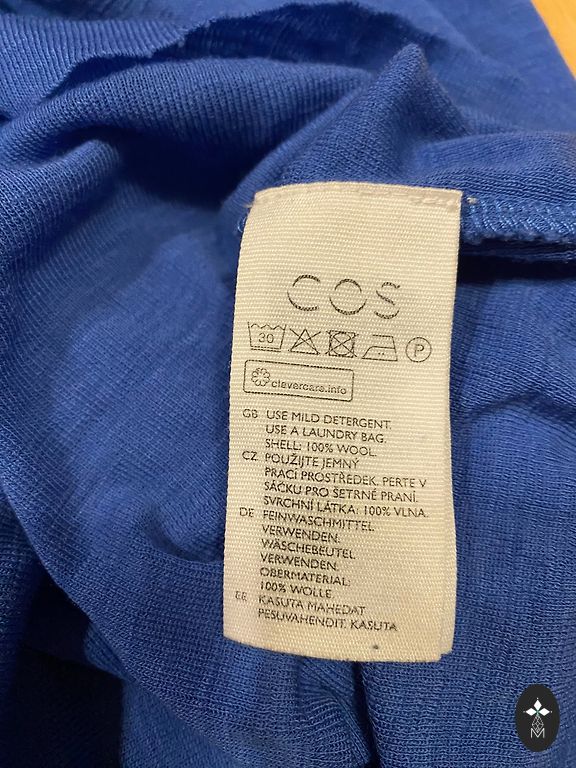 COS
30 P
clevercare.info
GB USE MILD DETERGENT.
USE A LAUNDRY BAG.
SHELL: 100% WOOL.
CZ POUŽIJTE JEMNÝ
PRACÍ PROSTŘEDEK. PERTE V
SÁČKU PRO ŠETRNÉ PRANÍ.
SVRCHNÍ LÁTKA: 100% VLNA.
DE FEINWASCHMITTEL
VERWENDEN.
WÄSCHEBEUTEL
VERWENDEN.
OBERMATERIAL:
100% WOLLE.
EE KASUTA MAHEDAT
PESUVAHENDIT. KASUTA
M